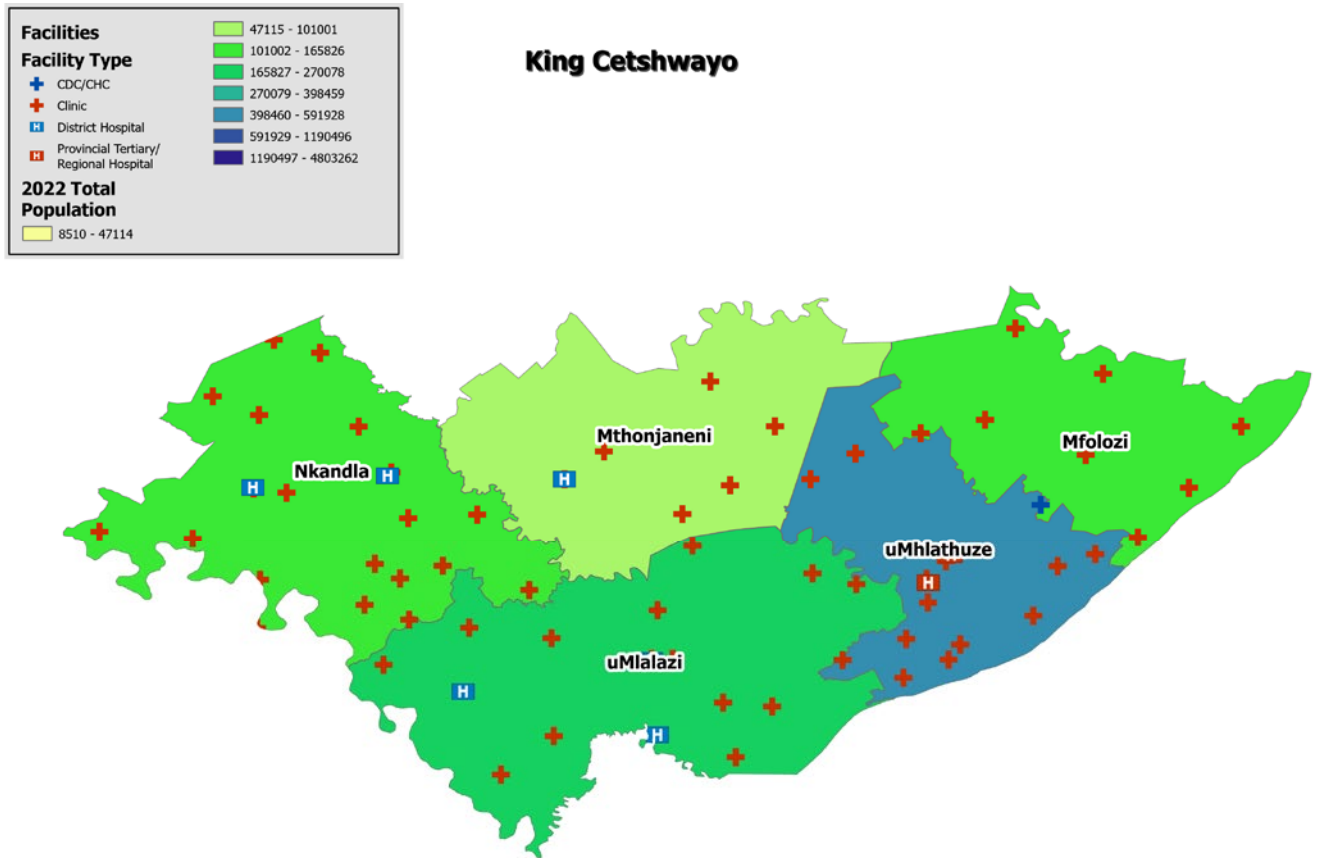 Facilities
Facility Type
CDC/CHC
Clinic
H District Hospital
H Provincial Tertiary/
Regional Hospital
2022 Total
Population
8510 - 47114
47115 - 101001
101002 - 165826
165827 - 270078
270079 - 398459
398460 - 591928
591929 - 1190496
1190497 - 4803262
King Cetshwayo
Mthonjaneni
Mfolozi
Nkandla
H
H
H
uMhlathuze
H
uMlalazi
H
H